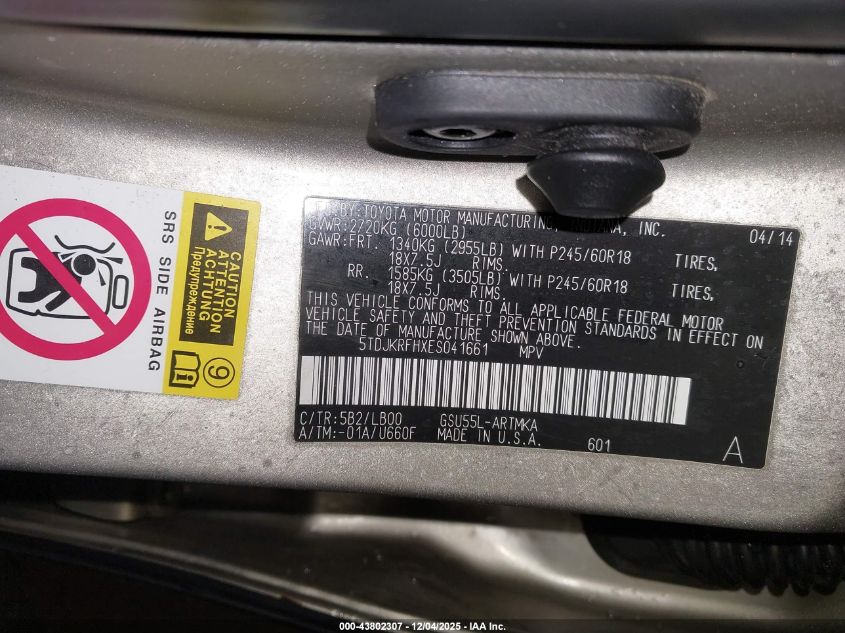 BY:TOYOTA MOTOR MANUFACTURING, INDIANA, INC. 04/14
GVWR:2720KG (6000LB)
GAWR:FRT. 1340KG (2955LB) WITH P245/60R18 TIRES,
18X7.5J RIMS.
RR. 1585KG (3505LB) WITH P245/60R18 TIRES,
18X7.5J RIMS.
THIS VEHICLE CONFORMS TO ALL APPLICABLE FEDERAL MOTOR
VEHICLE SAFETY AND THEFT PREVENTION STANDARDS IN EFFECT ON
THE DATE OF MANUFACTURE SHOWN ABOVE.
5TDJKRFHXES041661 MPV
C/TR:5B2/LB00 GSU55L-ARTMKA
A/TM:-01A/U660F MADE IN U.S.A. 601
A
SRS SIDE AIRBAG
CAUTION
ATTENTION
ACHTUNG
Предупреждение
9
000-43802307 - 12/04/2025 - IAA Inc.